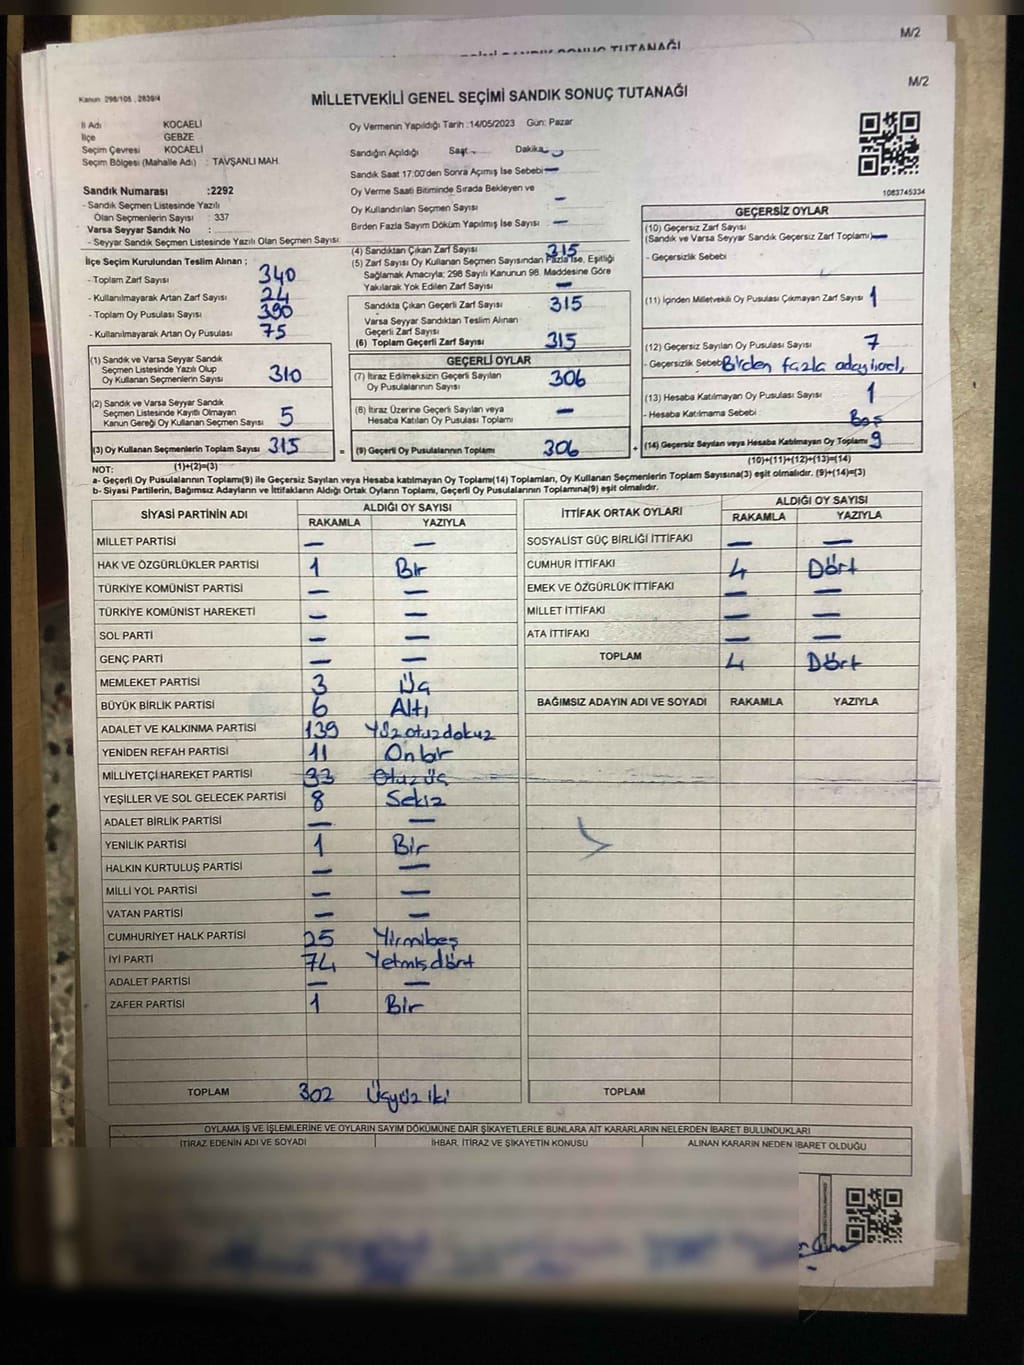 M/2
SONUÇ TUTANAĞI
M/2
Kanun 298/105 , 2839/4
MİLLETVEKİLİ GENEL SEÇİMİ SANDIK SONUÇ TUTANAĞI
İl Adı KOCAELİ
İlçe GEBZE
Seçim Çevresi KOCAELİ
Seçim Bölgesi (Mahalle Adı) : TAVŞANLI MAH.
Sandık Numarası :2292
- Sandık Seçmen Listesinde Yazılı
Olan Seçmenlerin Sayısı : 337
Varsa Seyyar Sandık No :
- Seyyar Sandık Seçmen Listesinde Yazılı Olan Seçmen Sayısı:
Oy Vermenin Yapıldığı Tarih :14/05/2023 Gün: Pazar
Sandığın Açıldığı Saat - Dakika -
Sandık Saat 17:00'den Sonra Açımış İse Sebebi —
Oy Verme Saati Bitiminde Sırada Bekleyen ve
Oy Kullandırılan Seçmen Sayısı —
Birden Fazla Sayım Döküm Yapılmış İse Sayısı —
1083745334
İlçe Seçim Kurulundan Teslim Alınan ;
- Toplam Zarf Sayısı 340
- Kullanılmayarak Artan Zarf Sayısı 24
- Toplam Oy Pusulası Sayısı 390
- Kullanılmayarak Artan Oy Pusulası 75
(1) Sandık ve Varsa Seyyar Sandık
Seçmen Listesinde Yazılı Olup
Oy Kullanan Seçmenlerin Sayısı 310
(2) Sandık ve Varsa Seyyar Sandık
Seçmen Listesinde Kayıtlı Olmayan
Kanun Gereği Oy Kullanan Seçmen Sayısı 5
(3) Oy Kullanan Seçmenlerin Toplam Sayısı 315
(1)+(2)=(3)
(4) Sandıktan Çıkan Zarf Sayısı 315
(5) Zarf Sayısı Oy Kullanan Seçmen Sayısından Fazla İse, Eşitliği
Sağlamak Amacıyla; 298 Sayılı Kanunun 98. Maddesine Göre
Yakılarak Yok Edilen Zarf Sayısı —
Sandıkta Çıkan Geçerli Zarf Sayısı 315
Varsa Seyyar Sandıktan Teslim Alınan
Geçerli Zarf Sayısı
(6) Toplam Geçerli Zarf Sayısı 315
GEÇERLİ OYLAR
(7) İtiraz Edilmeksizin Geçerli Sayılan
Oy Pusulalarının Sayısı 306
(8) İtiraz Üzerine Geçerli Sayılan veya
Hesaba Katılan Oy Pusulası Toplamı —
= (9) Geçerli Oy Pusulalarının Toplamı 306
GEÇERSİZ OYLAR
(10) Geçersiz Zarf Sayısı
(Sandık ve Varsa Seyyar Sandık Geçersiz Zarf Toplamı) —
- Geçersizlik Sebebi
(11) İçinden Milletvekili Oy Pusulası Çıkmayan Zarf Sayısı 1
(12) Geçersiz Sayılan Oy Pusulası Sayısı 7
- Geçersizlik Sebebi Birden fazla
(13) Hesaba Katılmayan Oy Pusulası Sayısı 1
- Hesaba Katılmama Sebebi : Boş
+ (14) Geçersiz Sayılan veya Hesaba Katılmayan Oy Toplamı 9
(10)+(11)+(12)+(13)=(14)
NOT:
a- Geçerli Oy Pusulalarının Toplamı(9) ile Geçersiz Sayılan veya Hesaba katılmayan Oy Toplamı(14) Toplamları, Oy Kullanan Seçmenlerin Toplam Sayısına(3) eşit olmalıdır. (9)+(14)=(3)
b- Siyasi Partilerin, Bağımsız Adayların ve İttifakların Aldığı Ortak Oyların Toplamı, Geçerli Oy Pusulalarının Toplamına(9) eşit olmalıdır.
SİYASİ PARTİNİN ADI ALDIĞI OY SAYISI
RAKAMLA YAZIYLA
MİLLET PARTİSİ — —
HAK VE ÖZGÜRLÜKLER PARTİSİ 1 Bir
TÜRKİYE KOMÜNİST PARTİSİ — —
TÜRKİYE KOMÜNİST HAREKETİ — —
SOL PARTİ — —
GENÇ PARTİ — —
MEMLEKET PARTİSİ 3 Üç
BÜYÜK BİRLİK PARTİSİ 6 Altı
ADALET VE KALKINMA PARTİSİ 139 Yüzotuzdokuz
YENİDEN REFAH PARTİSİ 11 Onbir
MİLLİYETÇİ HAREKET PARTİSİ 33 Otuzüç
YEŞİLLER VE SOL GELECEK PARTİSİ 8 Sekiz
ADALET BİRLİK PARTİSİ — —
YENİLİK PARTİSİ 1 Bir
HALKIN KURTULUŞ PARTİSİ — —
MİLLİ YOL PARTİSİ — —
VATAN PARTİSİ — —
CUMHURİYET HALK PARTİSİ 25 Yirmibeş
İYİ PARTİ 74 Yetmişdört
ADALET PARTİSİ — —
ZAFER PARTİSİ 1 Bir
TOPLAM 302 Üçyüz iki
İTTİFAK ORTAK OYLARI ALDIĞI OY SAYISI
RAKAMLA YAZIYLA
SOSYALİST GÜÇ BİRLİĞİ İTTİFAKI — —
CUMHUR İTTİFAKI 4 Dört
EMEK VE ÖZGÜRLÜK İTTİFAKI — —
MİLLET İTTİFAKI — —
ATA İTTİFAKI — —
TOPLAM 4 Dört
BAĞIMSIZ ADAYIN ADI VE SOYADI RAKAMLA YAZIYLA
TOPLAM
OYLAMA İŞ VE İŞLEMLERİNE VE OYLARIN SAYIM DÖKÜMÜNE DAİR ŞİKAYETLERLE BUNLARA AİT KARARLARIN NELERDEN İBARET BULUNDUKLARI
İTİRAZ EDENİN ADI VE SOYADI İHBAR, İTİRAZ VE ŞİKAYETİN KONUSU ALINAN KARARIN NEDEN İBARET OLDUĞU